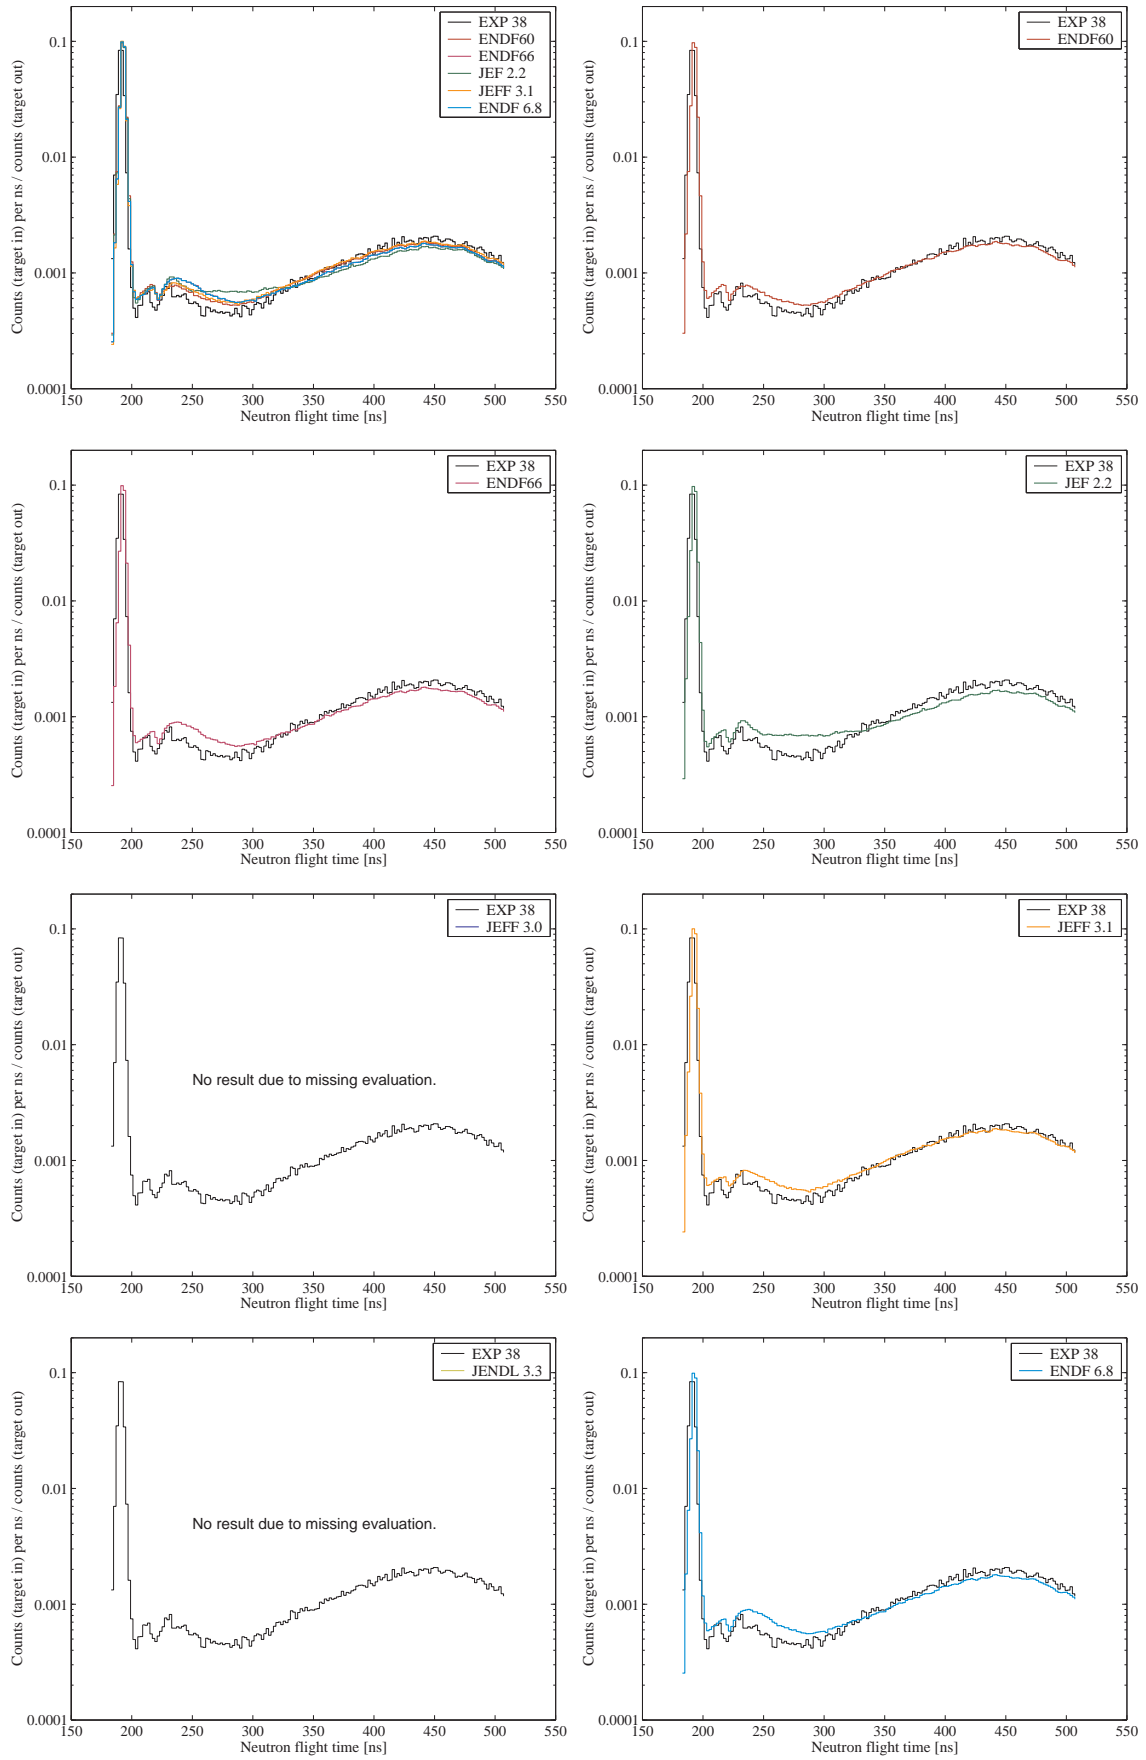 Counts (target in) per ns / counts (target out)
0.1
0.01
0.001
0.0001
150 200 250 300 350 400 450 500 550
Neutron flight time [ns]
EXP 38
ENDF60
ENDF66
JEF 2.2
JEFF 3.1
ENDF 6.8
Counts (target in) per ns / counts (target out)
0.1
0.01
0.001
0.0001
150 200 250 300 350 400 450 500 550
Neutron flight time [ns]
EXP 38
ENDF60
Counts (target in) per ns / counts (target out)
0.1
0.01
0.001
0.0001
150 200 250 300 350 400 450 500 550
Neutron flight time [ns]
EXP 38
ENDF66
Counts (target in) per ns / counts (target out)
0.1
0.01
0.001
0.0001
150 200 250 300 350 400 450 500 550
Neutron flight time [ns]
EXP 38
JEF 2.2
Counts (target in) per ns / counts (target out)
0.1
0.01
0.001
0.0001
150 200 250 300 350 400 450 500 550
Neutron flight time [ns]
EXP 38
JEFF 3.0
No result due to missing evaluation.
Counts (target in) per ns / counts (target out)
0.1
0.01
0.001
0.0001
150 200 250 300 350 400 450 500 550
Neutron flight time [ns]
EXP 38
JEFF 3.1
Counts (target in) per ns / counts (target out)
0.1
0.01
0.001
0.0001
150 200 250 300 350 400 450 500 550
Neutron flight time [ns]
EXP 38
JENDL 3.3
No result due to missing evaluation.
Counts (target in) per ns / counts (target out)
0.1
0.01
0.001
0.0001
150 200 250 300 350 400 450 500 550
Neutron flight time [ns]
EXP 38
ENDF 6.8